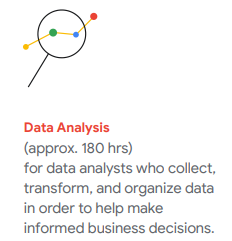 Data Analysis
(approx. 180 hrs)
for data analysts who collect,
transform, and organize data
in order to help make
informed business decisions.